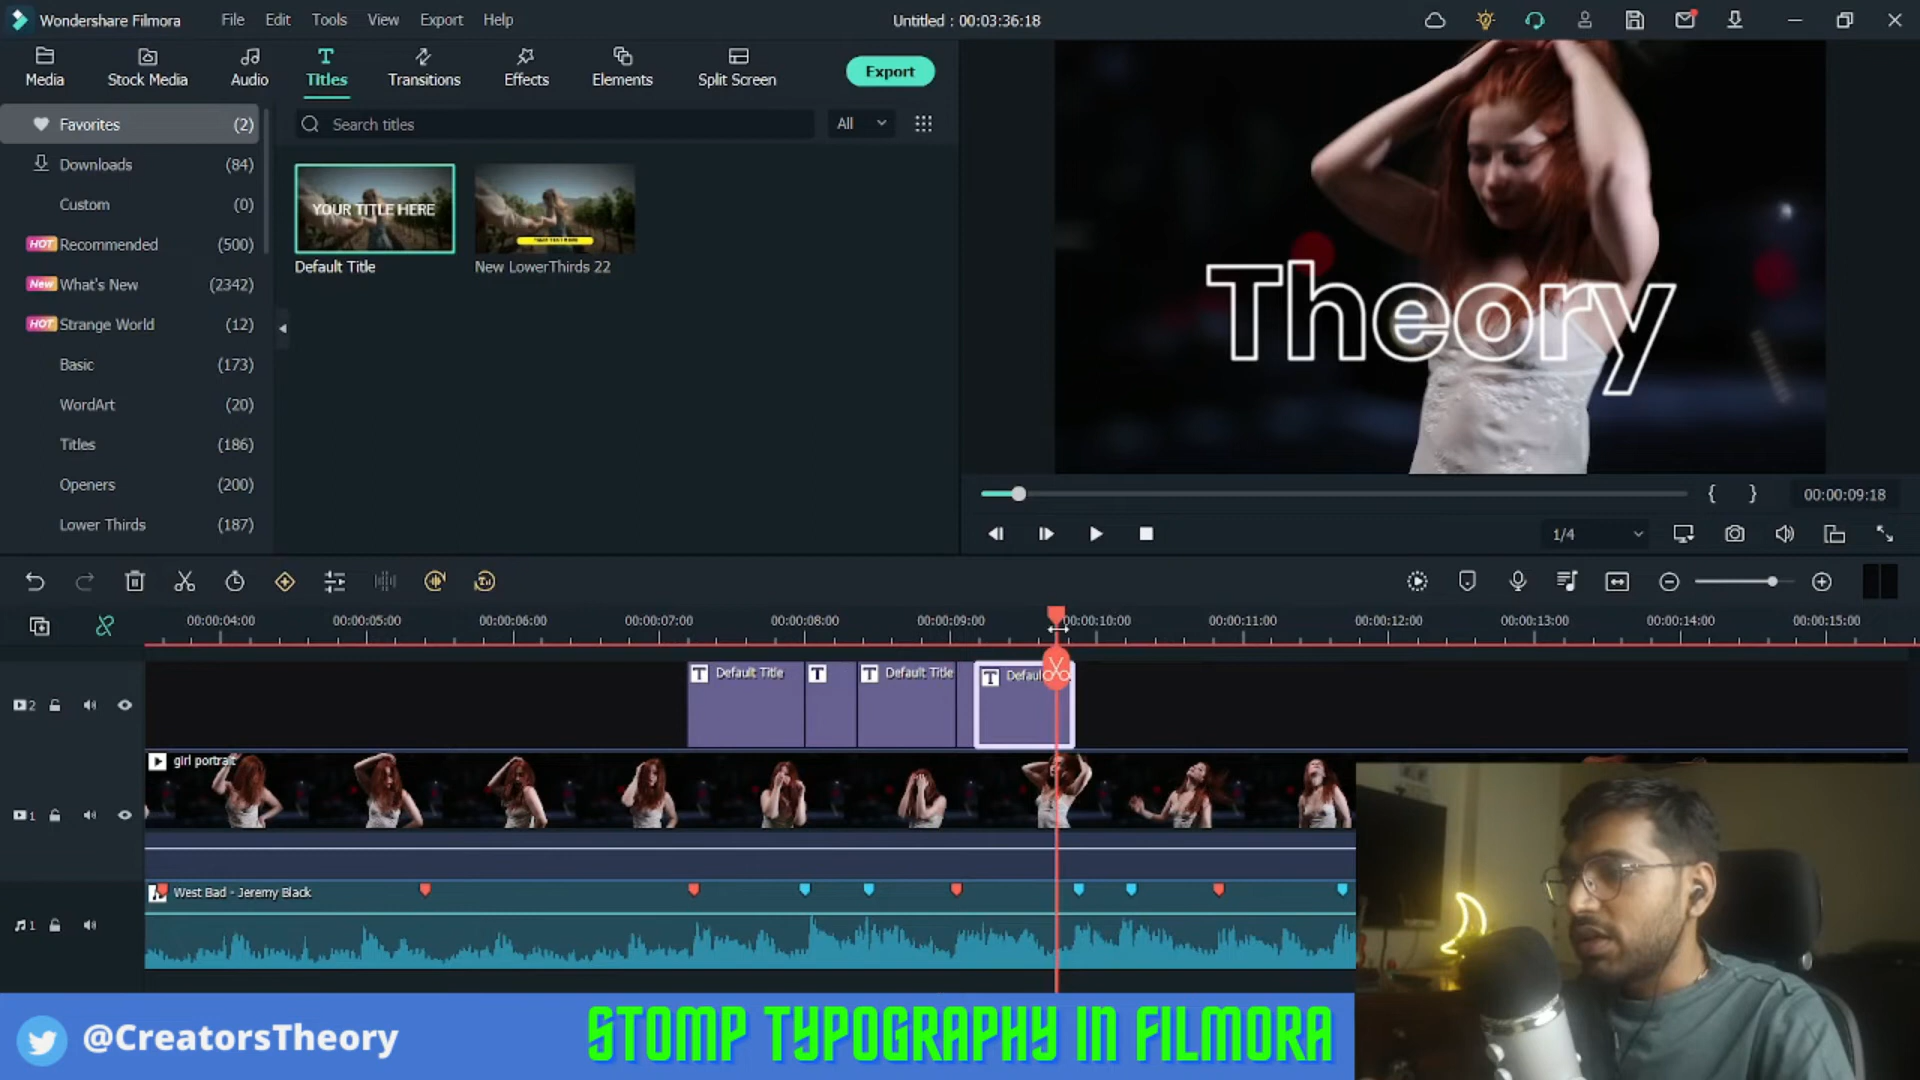 Wondershare Filmora
File Edit Tools View Export Help
Untitled : 00:03:36:18
Media
Stock Media
Audio
Titles
Transitions
Effects
Elements
Split Screen
Export
Favorites (2)
Downloads (84)
Custom (0)
HOT Recommended (500)
New What's New (2342)
HOT Strange World (12)
Basic (173)
WordArt (20)
Titles (186)
Openers (200)
Lower Thirds (187)
Search titles
All
YOUR TITLE HERE
Default Title
New LowerThirds 22
Theory
{ } 00:00:09:18
1/4
00:00:04:00 00:00:05:00 00:00:06:00 00:00:07:00 00:00:08:00 00:00:09:00 00:00:10:00 00:00:11:00 00:00:12:00 00:00:13:00 00:00:14:00 00:00:15:00
2
T Default Title
T
T Default Title
T Defaul
girl portrait
1
West Bad - Jeremy Black
1
@CreatorsTheory
STOMP TYPOGRAPHY IN FILMORA